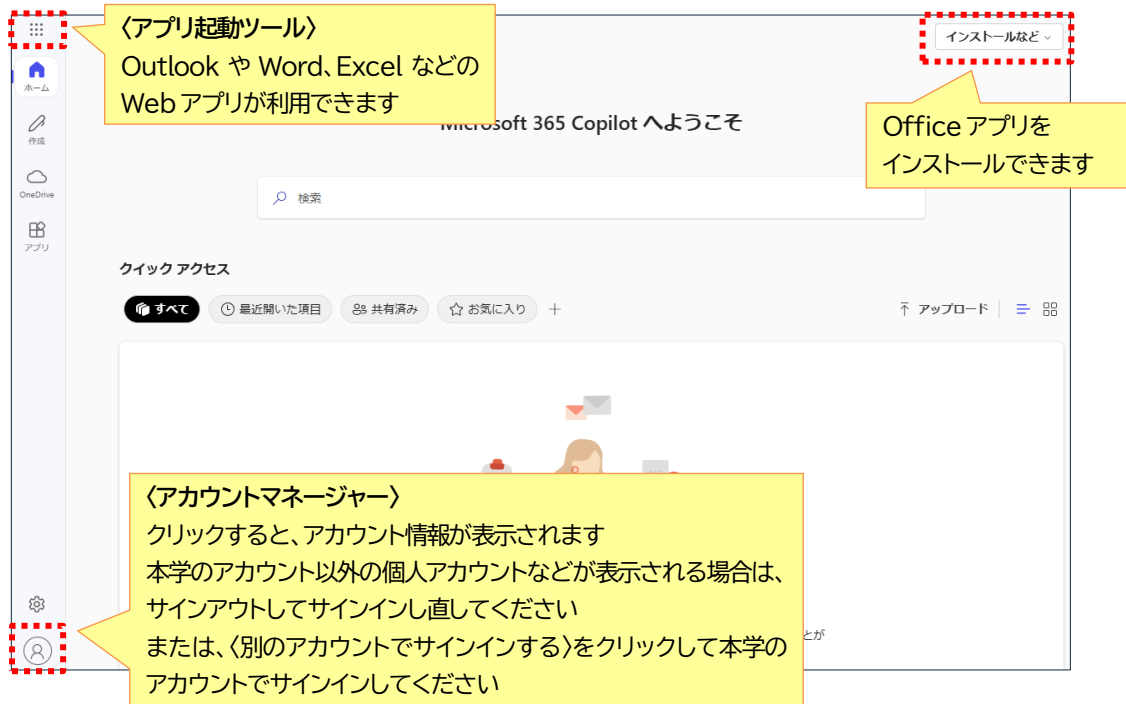 〈アプリ起動ツール〉
Outlook や Word、Excel などの
Web アプリが利用できます
インストールなど
Office アプリを
インストールできます
ホーム
作成
OneDrive
アプリ
Microsoft 365 Copilot へようこそ
検索
クイック アクセス
すべて
最近開いた項目
共有済み
お気に入り
アップロード
〈アカウントマネージャー〉
クリックすると、アカウント情報が表示されます
本学のアカウント以外の個人アカウントなどが表示される場合は、
サインアウトしてサインインし直してください
または、〈別のアカウントでサインインする〉をクリックして本学の
アカウントでサインインしてください
とが